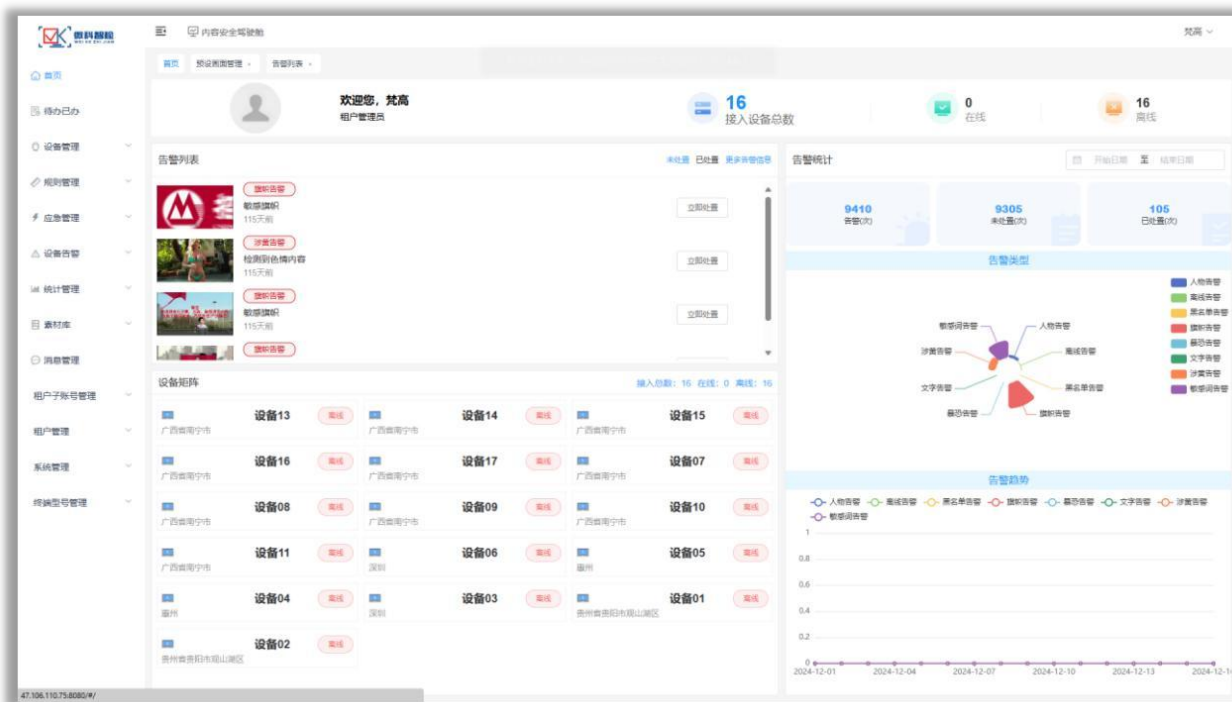 微科智检
内容安全驾驶舱
梵高
首页
预设画面管理
告警列表
首页
待办已办
设备管理
规则管理
应急管理
设备告警
统计管理
素材库
消息管理
租户子账号管理
租户管理
系统管理
终端型号管理
欢迎您，梵高
租户管理员
16
接入设备总数
0
在线
16
离线
告警列表
未处置 已处置 更多告警信息
旗帜告警
敏感旗帜
115天前
立即处置
涉黄告警
检测到色情内容
115天前
立即处置
旗帜告警
敏感旗帜
115天前
立即处置
旗帜告警
告警统计
开始日期 至 结束日期
9410
告警(次)
9305
未处置(次)
105
已处置(次)
告警类型
人物告警
离线告警
黑名单告警
旗帜告警
暴恐告警
文字告警
涉黄告警
敏感词告警
敏感词告警
人物告警
涉黄告警
离线告警
文字告警
黑名单告警
暴恐告警
旗帜告警
设备矩阵
接入总数: 16 在线: 0 离线: 16
设备13 离线
广西省南宁市
设备14 离线
广西省南宁市
设备15 离线
广西省南宁市
设备16 离线
广西省南宁市
设备17 离线
广西省南宁市
设备07 离线
广西省南宁市
设备08 离线
广西省南宁市
设备09 离线
广西省南宁市
设备10 离线
广西省南宁市
设备11 离线
广西省南宁市
设备06 离线
深圳
设备05 离线
惠州
设备04 离线
惠州
设备03 离线
深圳
设备01 离线
贵州省贵阳市观山湖区
设备02 离线
贵州省贵阳市观山湖区
告警趋势
人物告警 离线告警 黑名单告警 旗帜告警 暴恐告警 文字告警 涉黄告警
敏感词告警
1
0.8
0.6
0.4
0.2
0
2024-12-01 2024-12-04 2024-12-07 2024-12-10 2024-12-13
47.106.110.75:8080/#/